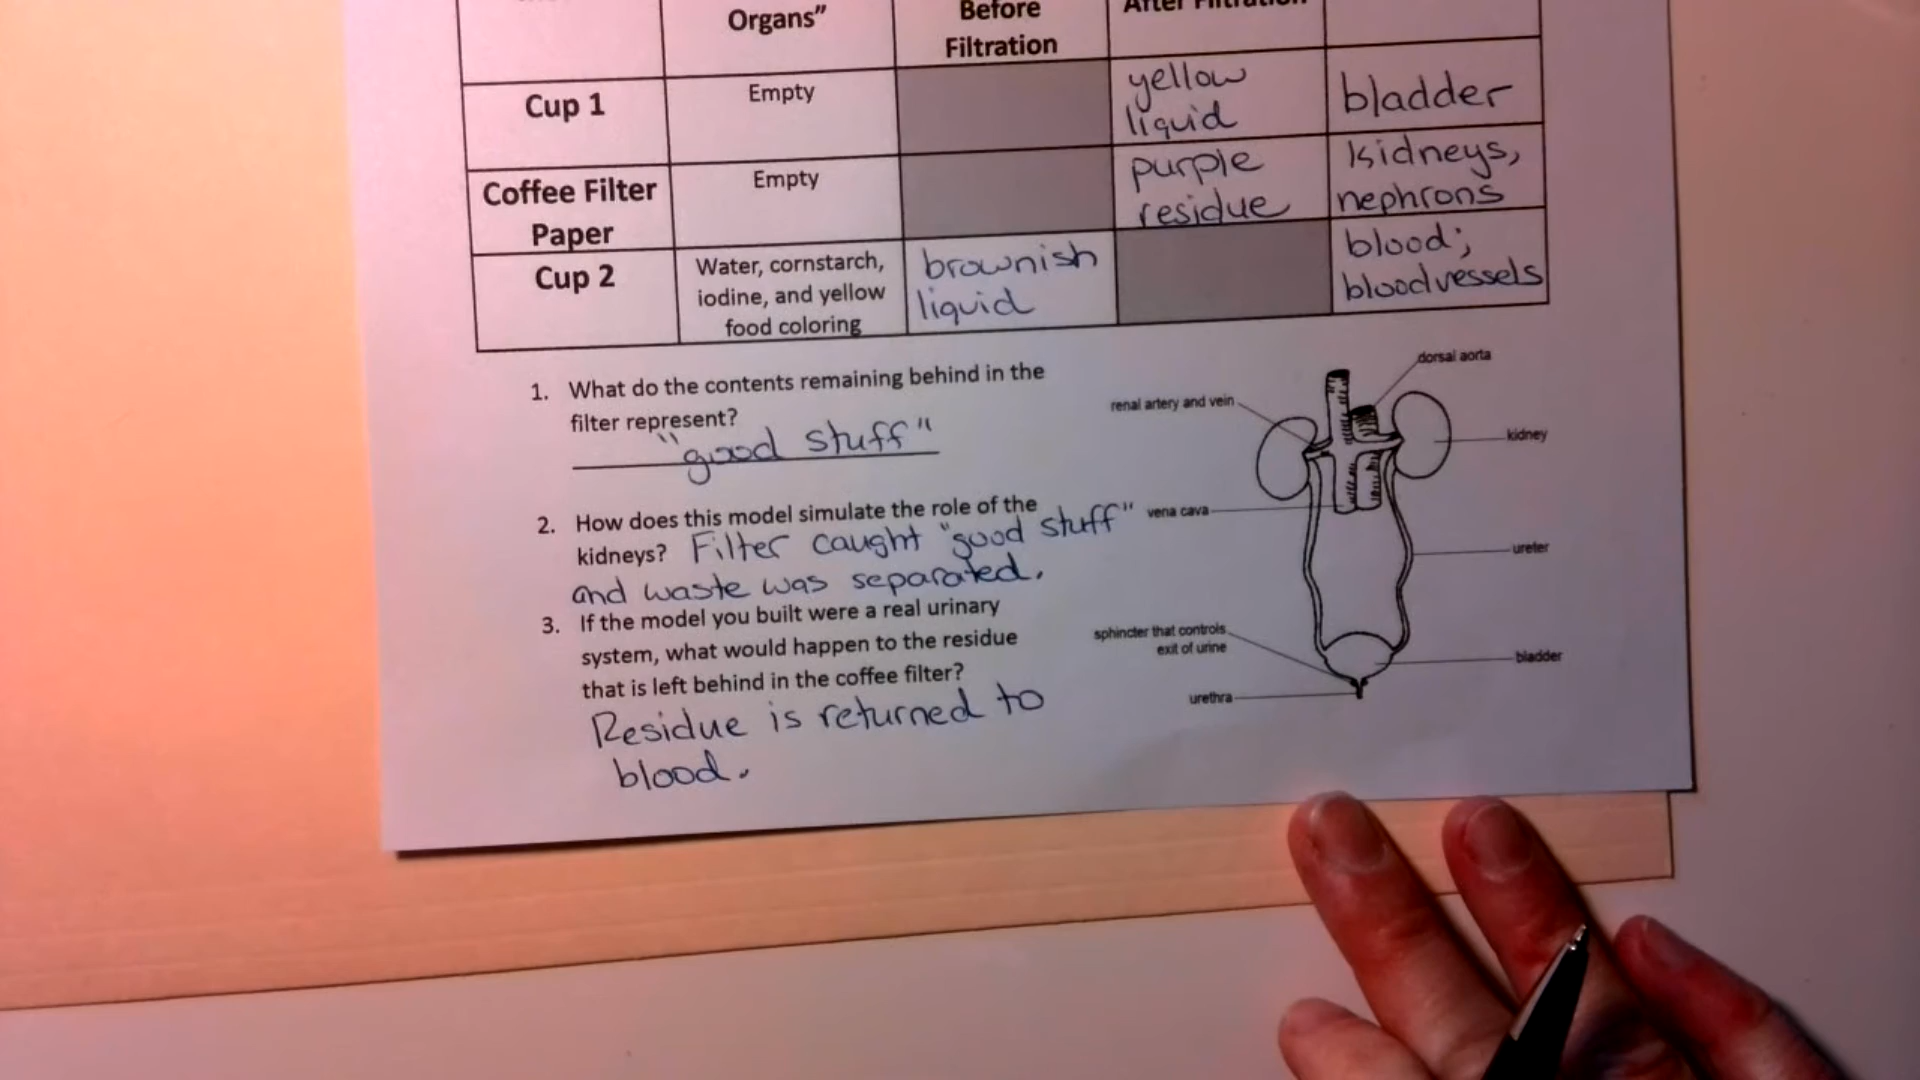 Organs”
Before
Filtration
After Filtration
Cup 1
Empty
yellow
liquid
bladder
Coffee Filter
Paper
Empty
purple
residue
kidneys,
nephrons
Cup 2
Water, cornstarch,
iodine, and yellow
food coloring
brownish
liquid
blood;
blood vessels
1. What do the contents remaining behind in the
filter represent?
"good stuff"
2. How does this model simulate the role of the
kidneys? Filter caught "good stuff"
and waste was separated.
3. If the model you built were a real urinary
system, what would happen to the residue
that is left behind in the coffee filter?
Residue is returned to
blood.
dorsal aorta
renal artery and vein
kidney
vena cava
ureter
sphincter that controls
exit of urine
bladder
urethra